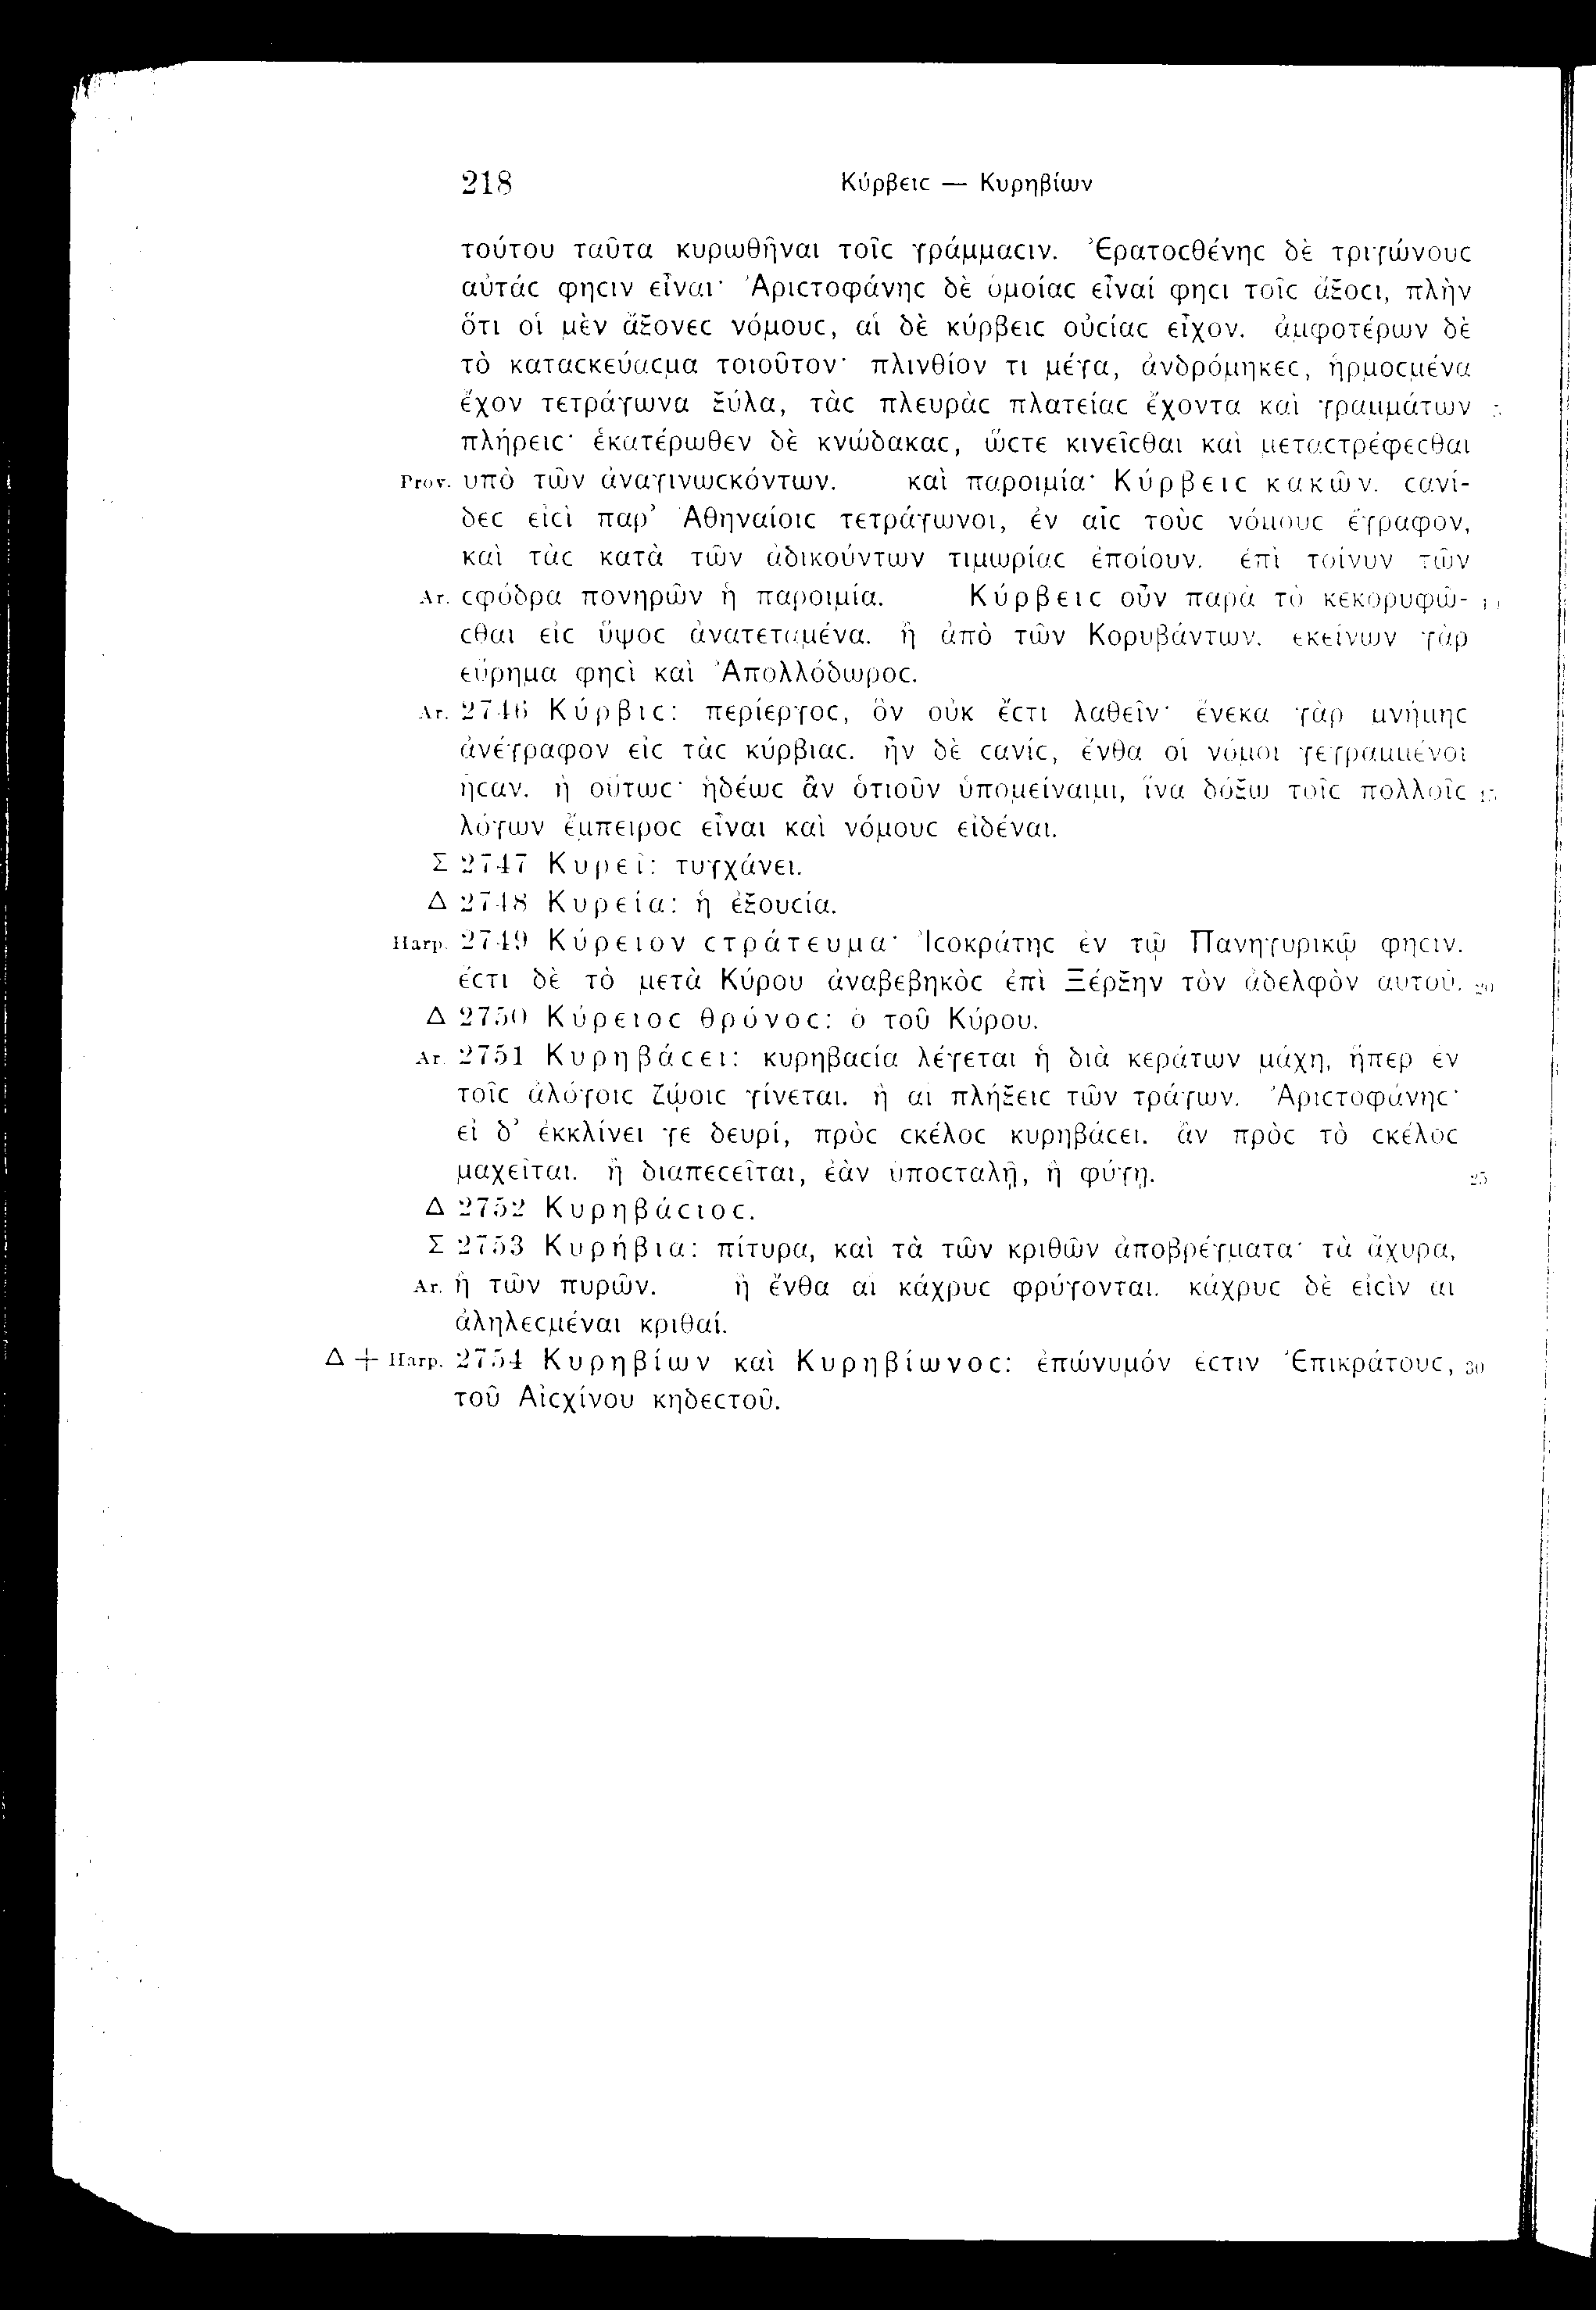 218 Κύρβειϲ — Κυρηβίων
τούτου ταῦτα κυρωθῆναι τοῖϲ γράμμαϲιν. Ἐρατοϲθένηϲ δὲ τριγώνουϲ
αὐτάϲ φηϲιν εἶναι· Ἀριϲτοφάνηϲ δὲ ὁμοίαϲ εἶναί φηϲι τοῖϲ ἄξοϲι, πλὴν
ὅτι οἱ μὲν ἄξονεϲ νόμουϲ, αἱ δὲ κύρβειϲ οὐϲίαϲ εἶχον. ἀμφοτέρων δὲ
τὸ καταϲκεύαϲμα τοιοῦτον· πλινθίον τι μέγα, ἀνδρόμηκεϲ, ἡρμοϲμένα
ἔχον τετράγωνα ξύλα, τὰϲ πλευρὰϲ πλατείαϲ ἔχοντα καὶ γραμμάτων 5
πλήρειϲ· ἑκατέρωθεν δὲ κνώδακαϲ, ὥϲτε κινεῖϲθαι καὶ μεταϲτρέφεϲθαι
Prov. ὑπὸ τῶν ἀναγινωϲκόντων. καὶ παροιμία· Κύρβειϲ κακῶν. ϲανί-
δεϲ εἰϲὶ παρ’ Ἀθηναίοιϲ τετράγωνοι, ἐν αἷϲ τοὺϲ νόμουϲ ἔγραφον,
καὶ τὰϲ κατὰ τῶν ἀδικούντων τιμωρίαϲ ἐποίουν. ἐπὶ τοίνυν τῶν
Ar. ϲφόδρα πονηρῶν ἡ παροιμία. Κύρβειϲ οὖν παρὰ τὸ κεκορυφῶ- 10
ϲθαι εἰϲ ὕψοϲ ἀνατεταμένα. ἢ ἀπὸ τῶν Κορυβάντων. ἐκείνων γὰρ
εὕρημα φηϲὶ καὶ Ἀπολλόδωροϲ.
Ar. 2746 Κύρβιϲ: περίεργοϲ, ὃν οὐκ ἔϲτι λαθεῖν· ἕνεκα γὰρ μνήμηϲ
ἀνέγραφον εἰϲ τὰϲ κύρβιαϲ. ἦν δὲ ϲανίϲ, ἔνθα οἱ νόμοι γεγραμμένοι
ἦϲαν. ἢ οὕτωϲ· ἡδέωϲ ἂν ὁτιοῦν ὑπομείναιμι, ἵνα δόξω τοῖϲ πολλοῖϲ 15
λόγων ἔμπειροϲ εἶναι καὶ νόμουϲ εἰδέναι.
Σ 2747 Κυρεῖ: τυγχάνει.
Δ 2748 Κυρεία: ἡ ἐξουϲία.
Harp. 2749 Κύρειον ϲτράτευμα· Ἰϲοκράτηϲ ἐν τῷ Πανηγυρικῷ φηϲιν.
ἔϲτι δὲ τὸ μετὰ Κύρου ἀναβεβηκὸϲ ἐπὶ Ξέρξην τὸν ἀδελφὸν αὐτοῦ. 20
Δ 2750 Κύρειοϲ θρόνοϲ: ὁ τοῦ Κύρου.
Ar. 2751 Κυρηβάϲει: κυρηβαϲία λέγεται ἡ διὰ κεράτων μάχη, ἥπερ ἐν
τοῖϲ ἀλόγοιϲ ζῴοιϲ γίνεται. ἢ αἱ πλήξειϲ τῶν τράγων. Ἀριϲτοφάνηϲ·
εἰ δ’ ἐκκλίνει γε δευρί, πρὸϲ ϲκέλοϲ κυρηβάϲει. ἂν πρὸϲ τὸ ϲκέλοϲ
μαχεῖται. ἢ διαπεϲεῖται, ἐὰν ὑποϲταλῇ, ἢ φύγῃ. 25
Δ 2752 Κυρηβάϲιοϲ.
Σ 2753 Κυρήβια: πίτυρα, καὶ τὰ τῶν κριθῶν ἀποβρέγματα· τὰ ἄχυρα,
Ar. ἢ τῶν πυρῶν. ἢ ἔνθα αἱ κάχρυϲ φρύγονται. κάχρυϲ δὲ εἰϲὶν αἱ
ἀληλεϲμέναι κριθαί.
Δ + Harp. 2754 Κυρηβίων καὶ Κυρηβίωνοϲ: ἐπώνυμόν ἐϲτιν Ἐπικράτουϲ, 30
τοῦ Αἰϲχίνου κηδεϲτοῦ.